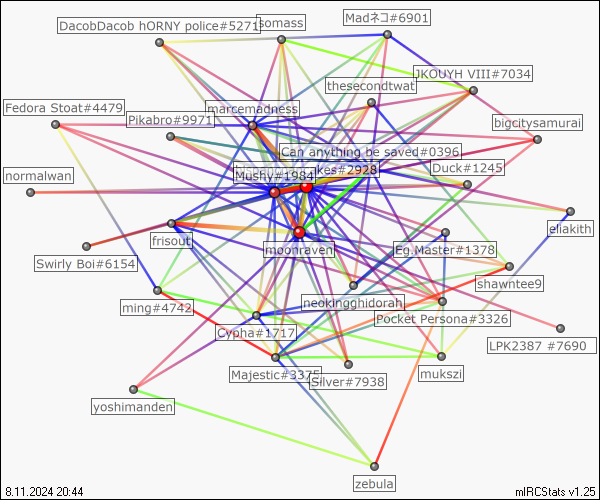 DacobDacob hORNY police#5271
somass
Madネコ#6901
thesecondtwat
JKOUYH VIII#7034
Fedora Stoat#4479
Pikabro#9971
marcemadness
bigcitysamurai
Can anything be saved#0396
kes#2928
Mushy#1984
Duck#1245
normalwan
frisout
moonraven
Eg.Master#1378
eliakith
Swirly Boi#6154
shawntee9
ming#4742
neokingghidorah
Pocket Persona#3326
Cypha#1717
LPK2387 #7690
Majestic#3375
Silver#7938
mukszi
yoshimanden
zebula
8.11.2024 20:44
mIRCStats v1.25